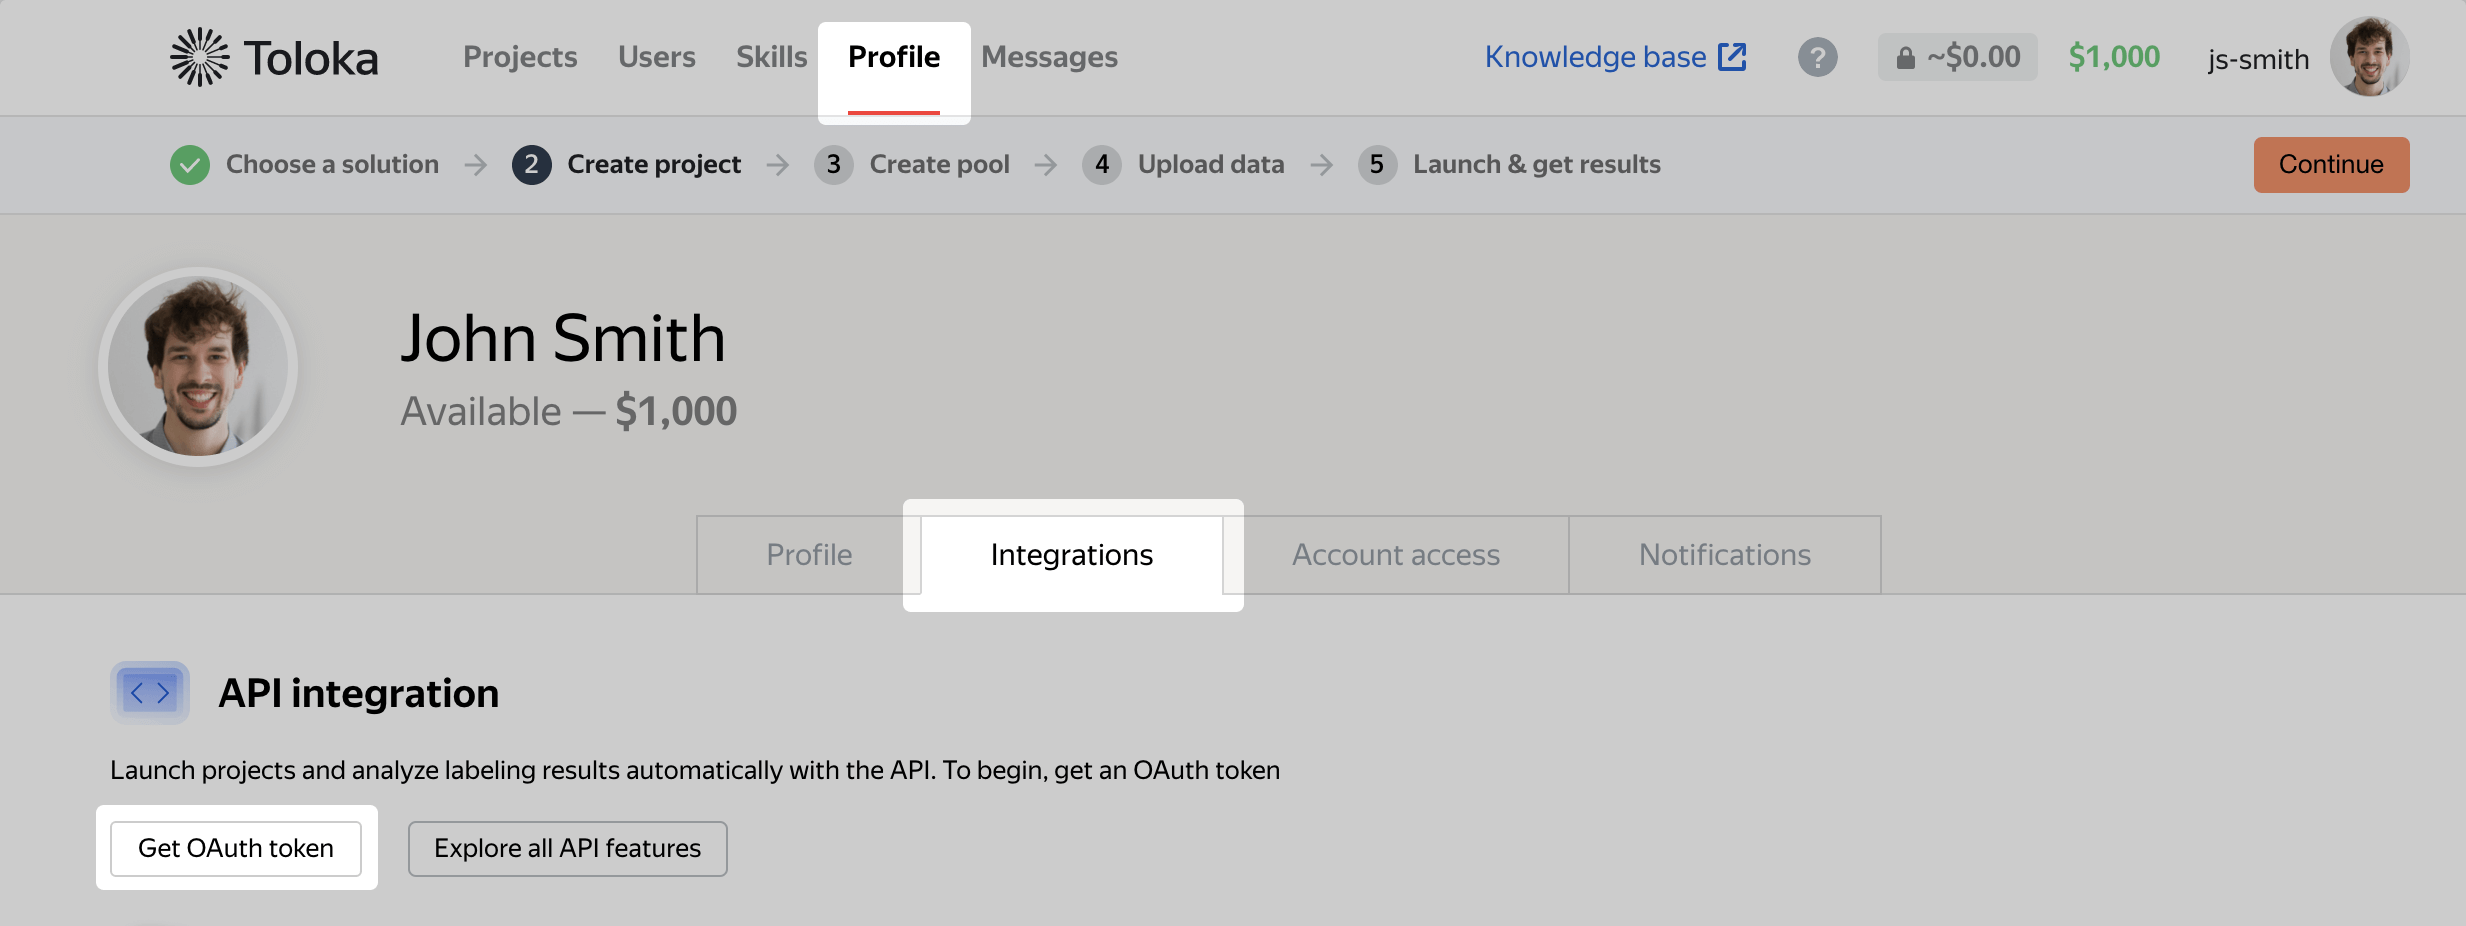 Toloka Projects Users Skills Profile Messages Knowledge base ? ~$0.00 $1,000 js-smith
Choose a solution → 2 Create project → 3 Create pool → 4 Upload data → 5 Launch & get results Continue
John Smith
Available — $1,000
Profile Integrations Account access Notifications
<> API integration
Launch projects and analyze labeling results automatically with the API. To begin, get an OAuth token
Get OAuth token Explore all API features